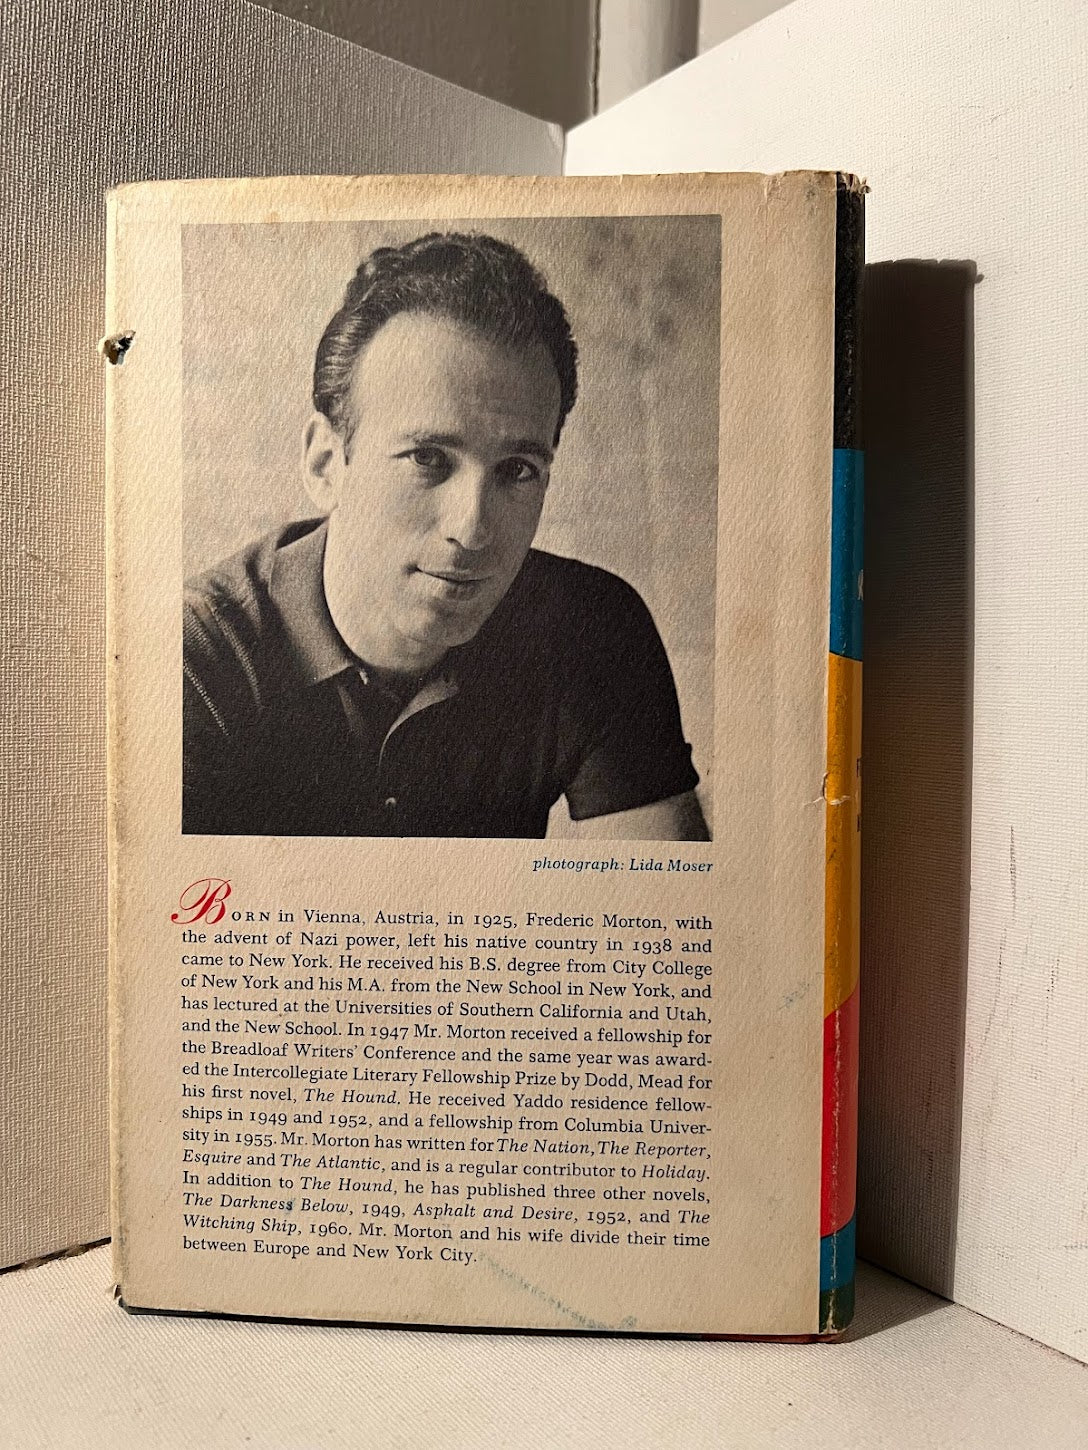 photograph: Lida Moser
BORN in Vienna, Austria, in 1925, Frederic Morton, with
the advent of Nazi power, left his native country in 1938 and
came to New York. He received his B.S. degree from City College
of New York and his M.A. from the New School in New York, and
has lectured at the Universities of Southern California and Utah,
and the New School. In 1947 Mr. Morton received a fellowship for
the Breadloaf Writers' Conference and the same year was award-
ed the Intercollegiate Literary Fellowship Prize by Dodd, Mead for
his first novel, The Hound. He received Yaddo residence fellow-
ships in 1949 and 1952, and a fellowship from Columbia Univer-
sity in 1955. Mr. Morton has written for The Nation, The Reporter,
Esquire and The Atlantic, and is a regular contributor to Holiday.
In addition to The Hound, he has published three other novels,
The Darkness Below, 1949, Asphalt and Desire, 1952, and The
Witching Ship, 1960. Mr. Morton and his wife divide their time
between Europe and New York City.